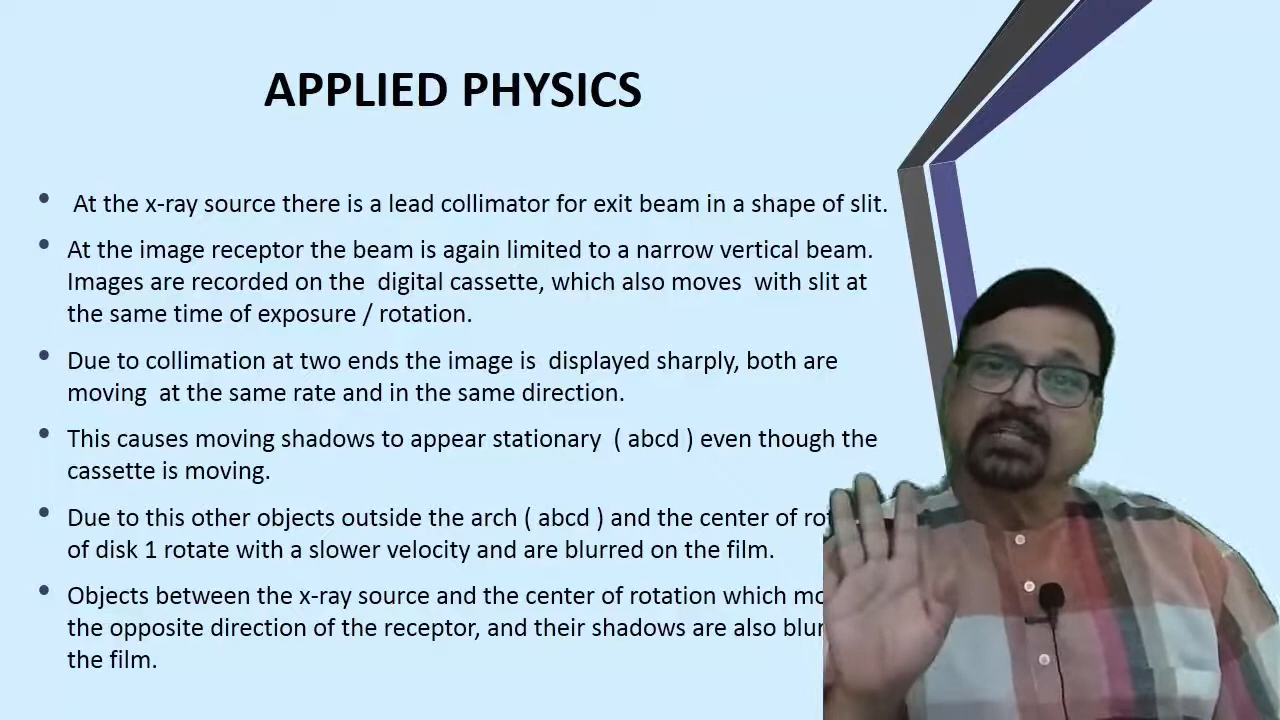 APPLIED PHYSICS
• At the x-ray source there is a lead collimator for exit beam in a shape of slit.
• At the image receptor the beam is again limited to a narrow vertical beam.
Images are recorded on the digital cassette, which also moves with slit at
the same time of exposure / rotation.
• Due to collimation at two ends the image is displayed sharply, both are
moving at the same rate and in the same direction.
• This causes moving shadows to appear stationary ( abcd ) even though the
cassette is moving.
• Due to this other objects outside the arch ( abcd ) and the center of
of disk 1 rotate with a slower velocity and are blurred on the film.
• Objects between the x-ray source and the center of rotation which
the opposite direction of the receptor, and their shadows are also
the film.